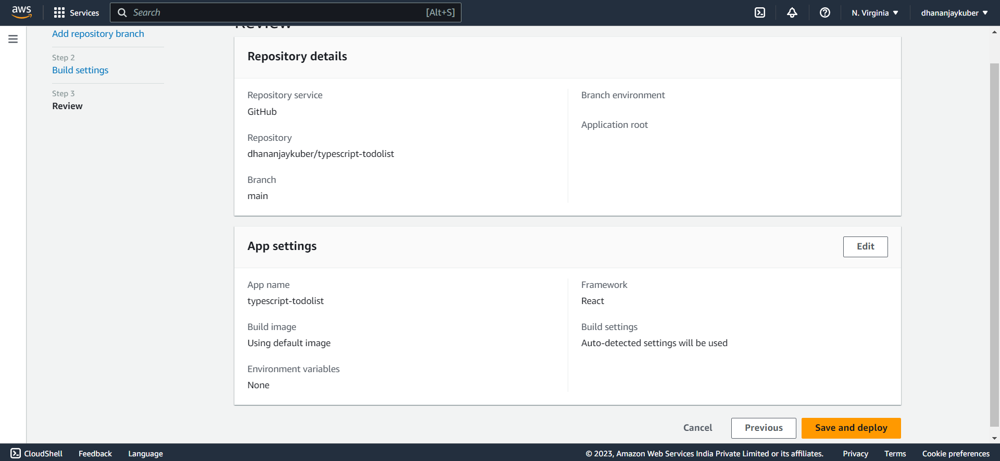 aws
Services
Search
[Alt+S]
N. Virginia
dhananjaykuber
Add repository branch
Step 2
Build settings
Step 3
Review
Review
Repository details
Repository service
GitHub
Repository
dhananjaykuber/typescript-todolist
Branch
main
Branch environment
Application root
App settings
Edit
App name
typescript-todolist
Build image
Using default image
Environment variables
None
Framework
React
Build settings
Auto-detected settings will be used
Cancel
Previous
Save and deploy
CloudShell
Feedback
Language
© 2023, Amazon Web Services India Private Limited or its affiliates.
Privacy
Terms
Cookie preferences